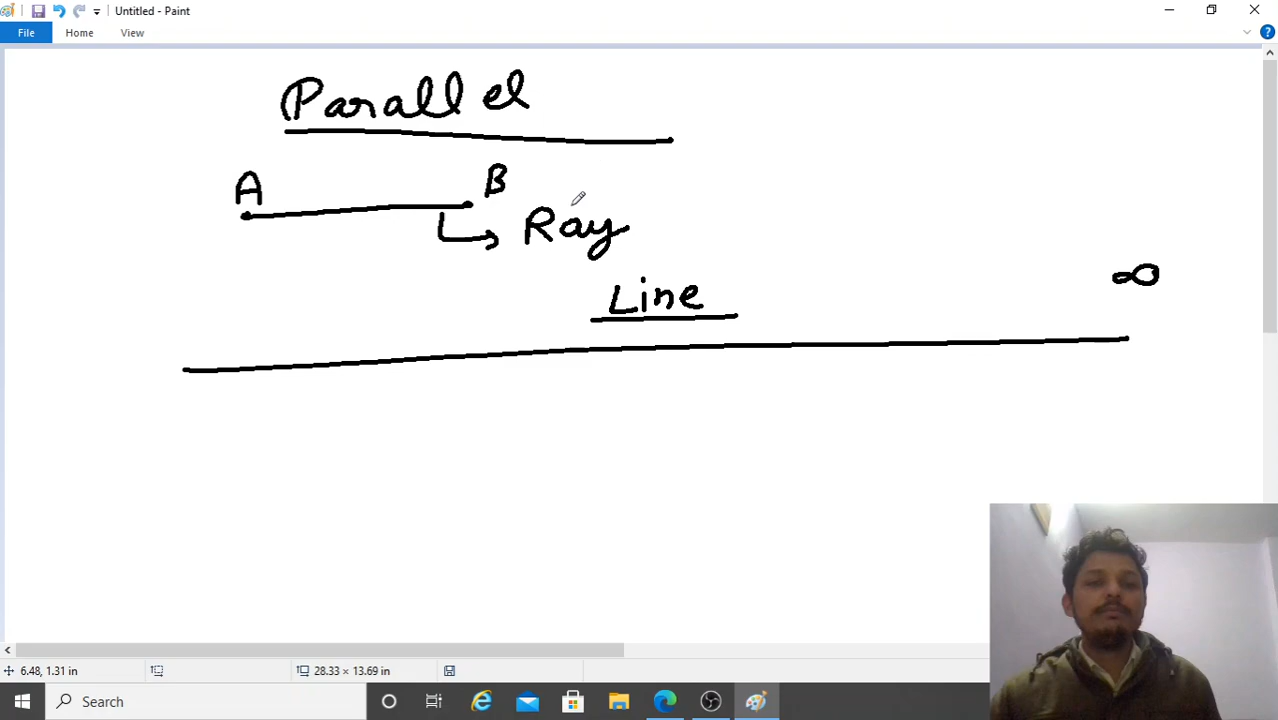 Untitled - Paint
File Home View
Parallel
A B
Ray
Line
∞
6.48, 1.31 in 28.33 × 13.69 in
Search